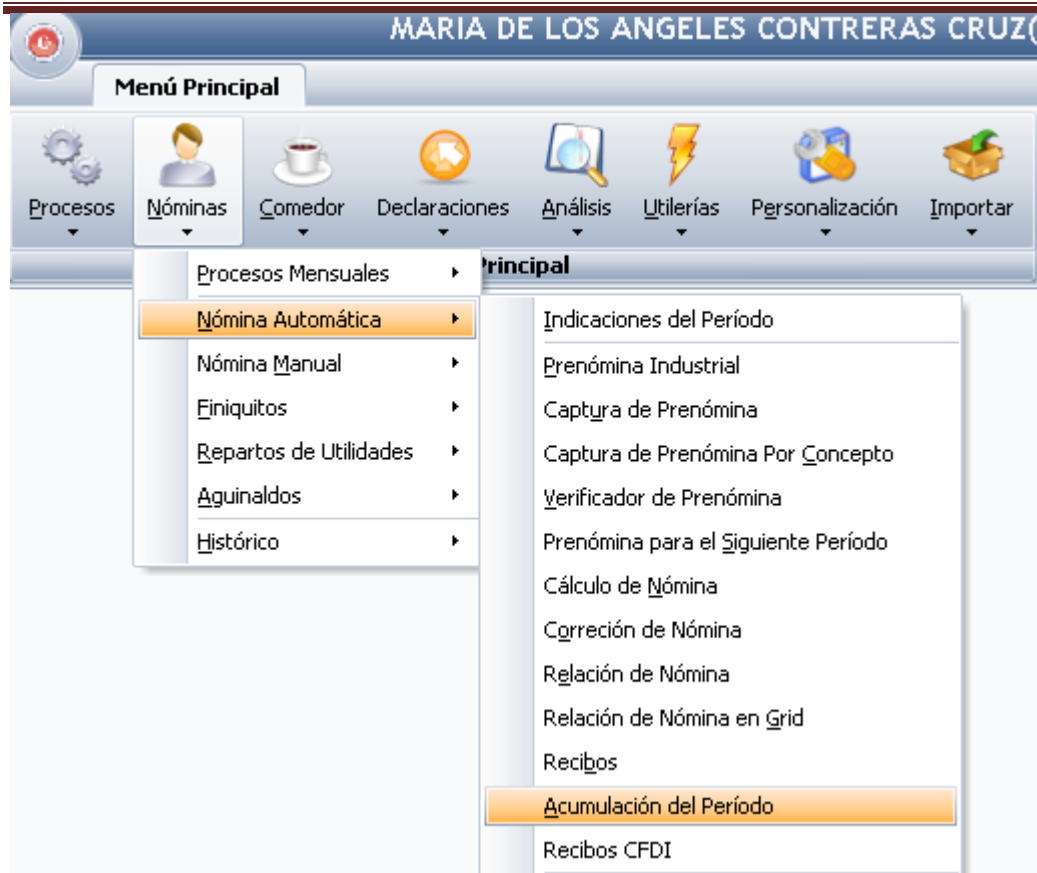 MARIA DE LOS ANGELES CONTRERAS CRUZ(
Menú Principal
Procesos
Nóminas
Comedor
Declaraciones
Análisis
Utilerías
Personalización
Importar
Principal
Procesos Mensuales
Nómina Automática
Nómina Manual
Finiquitos
Repartos de Utilidades
Aguinaldos
Histórico
Indicaciones del Período
Prenómina Industrial
Captura de Prenómina
Captura de Prenómina Por Concepto
Verificador de Prenómina
Prenómina para el Siguiente Período
Cálculo de Nómina
Correción de Nómina
Relación de Nómina
Relación de Nómina en Grid
Recibos
Acumulación del Período
Recibos CFDI